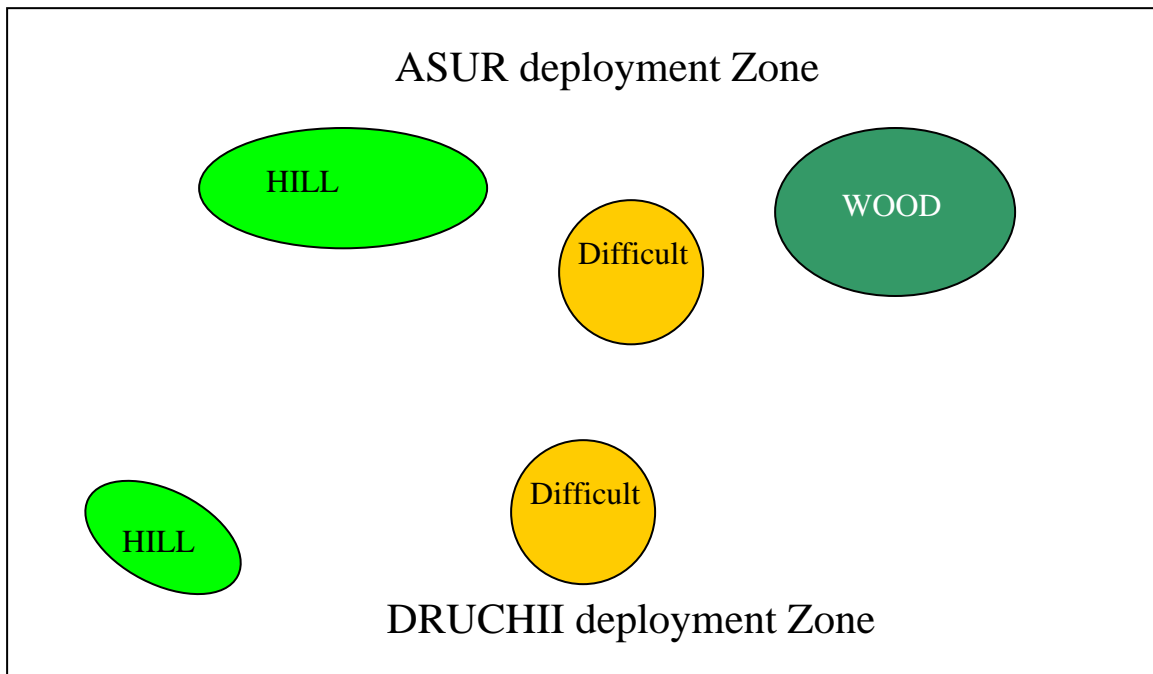 ASUR deployment Zone
HILL
WOOD
Difficult
Difficult
HILL
DRUCHII deployment Zone